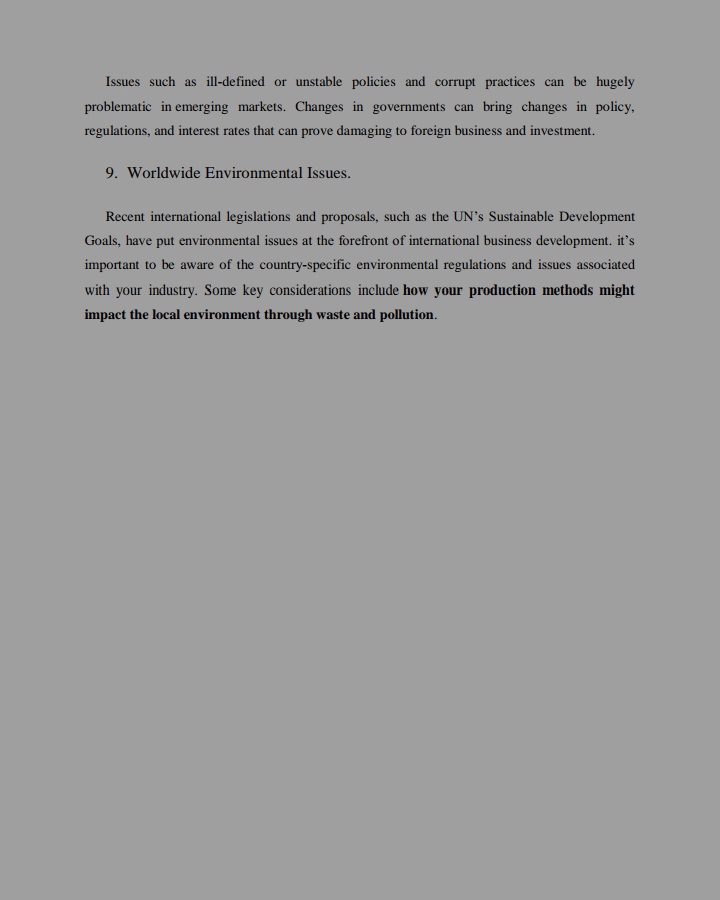 Issues such as ill-defined or unstable policies and corrupt practices can be hugely
problematic in emerging markets. Changes in governments can bring changes in policy,
regulations, and interest rates that can prove damaging to foreign business and investment.
9. Worldwide Environmental Issues.
Recent international legislations and proposals, such as the UN’s Sustainable Development
Goals, have put environmental issues at the forefront of international business development. it’s
important to be aware of the country-specific environmental regulations and issues associated
with your industry. Some key considerations include how your production methods might
impact the local environment through waste and pollution.